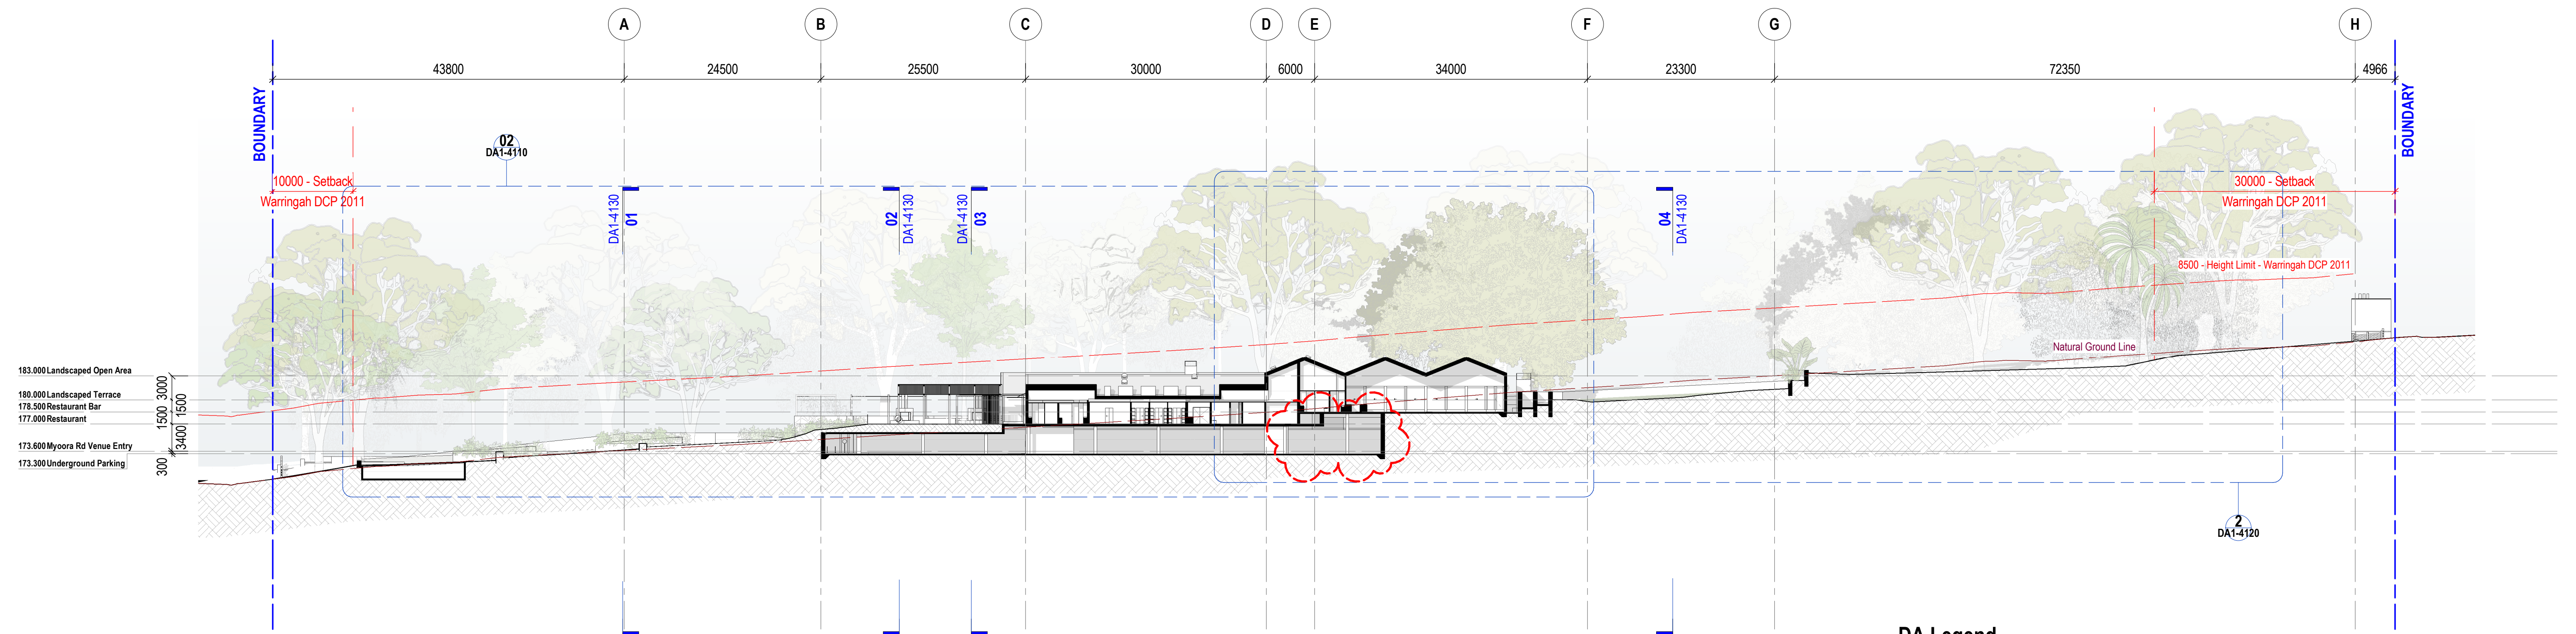 A B C D E F G H
43800 24500 25500 30000 6000 34000 23300 72350 4966
BOUNDARY
BOUNDARY
02
DA1-4110
10000 - Setback
Warringah DCP 2011
DA1-4130
01
02
DA1-4130
DA1-4130
03
04
DA1-4130
30000 - Setback
Warringah DCP 2011
8500 - Height Limit - Warringah DCP 2011
Natural Ground Line
183.000 Landscaped Open Area
3000
180.000 Landscaped Terrace
1500
178.500 Restaurant Bar
1500
177.000 Restaurant
3400
173.600 Myoora Rd Venue Entry
300
173.300 Underground Parking
2
DA1-4120
DA Legend